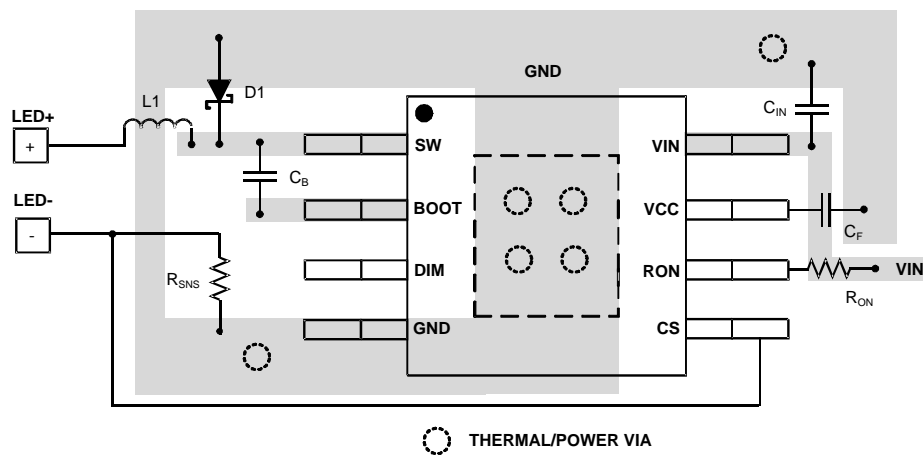 GND
D1
L1
LED+
+
C_IN
SW
VIN
C_B
LED-
BOOT
VCC
-
C_F
DIM
RON
VIN
R_SNS
R_ON
GND
CS
THERMAL/POWER VIA